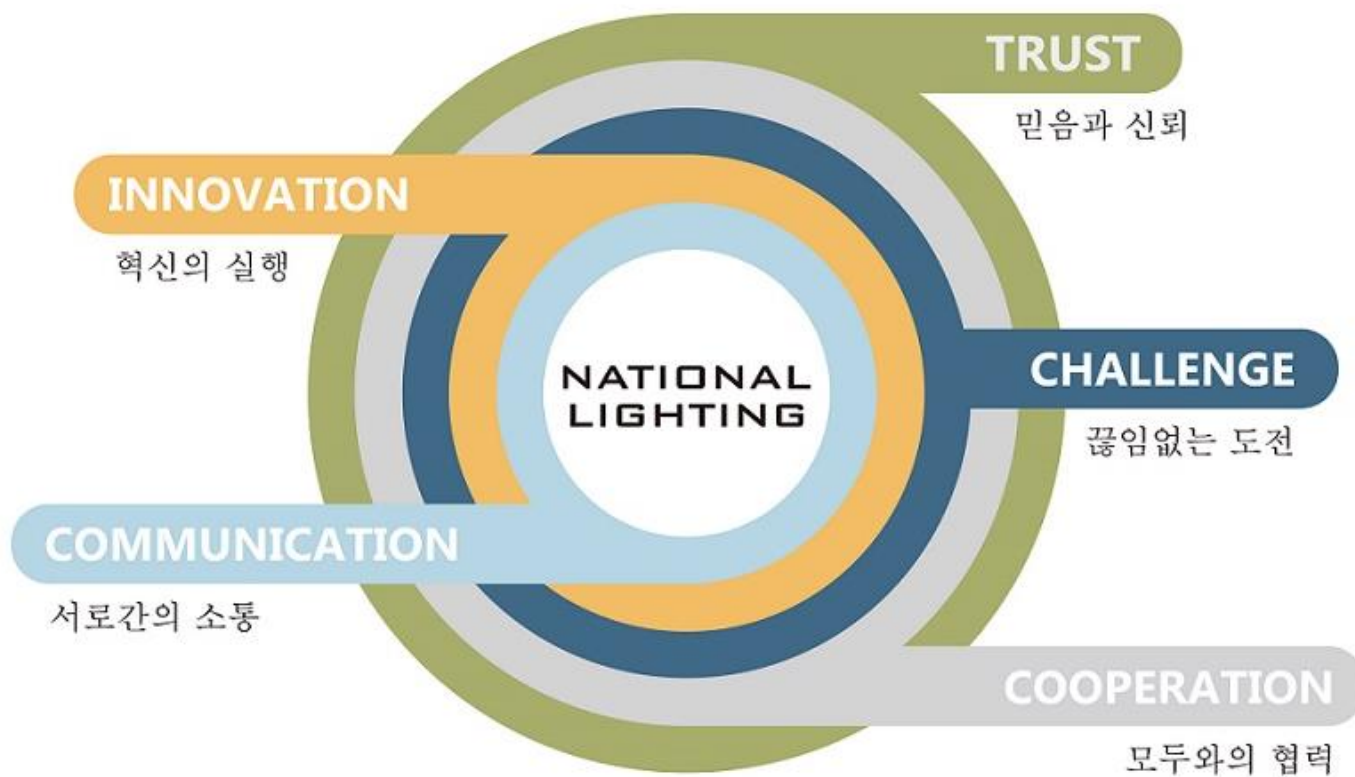 TRUST
믿음과 신뢰
INNOVATION
혁신의 실행
NATIONAL
LIGHTING
CHALLENGE
끊임없는 도전
COMMUNICATION
서로간의 소통
COOPERATION
모두와의 협력